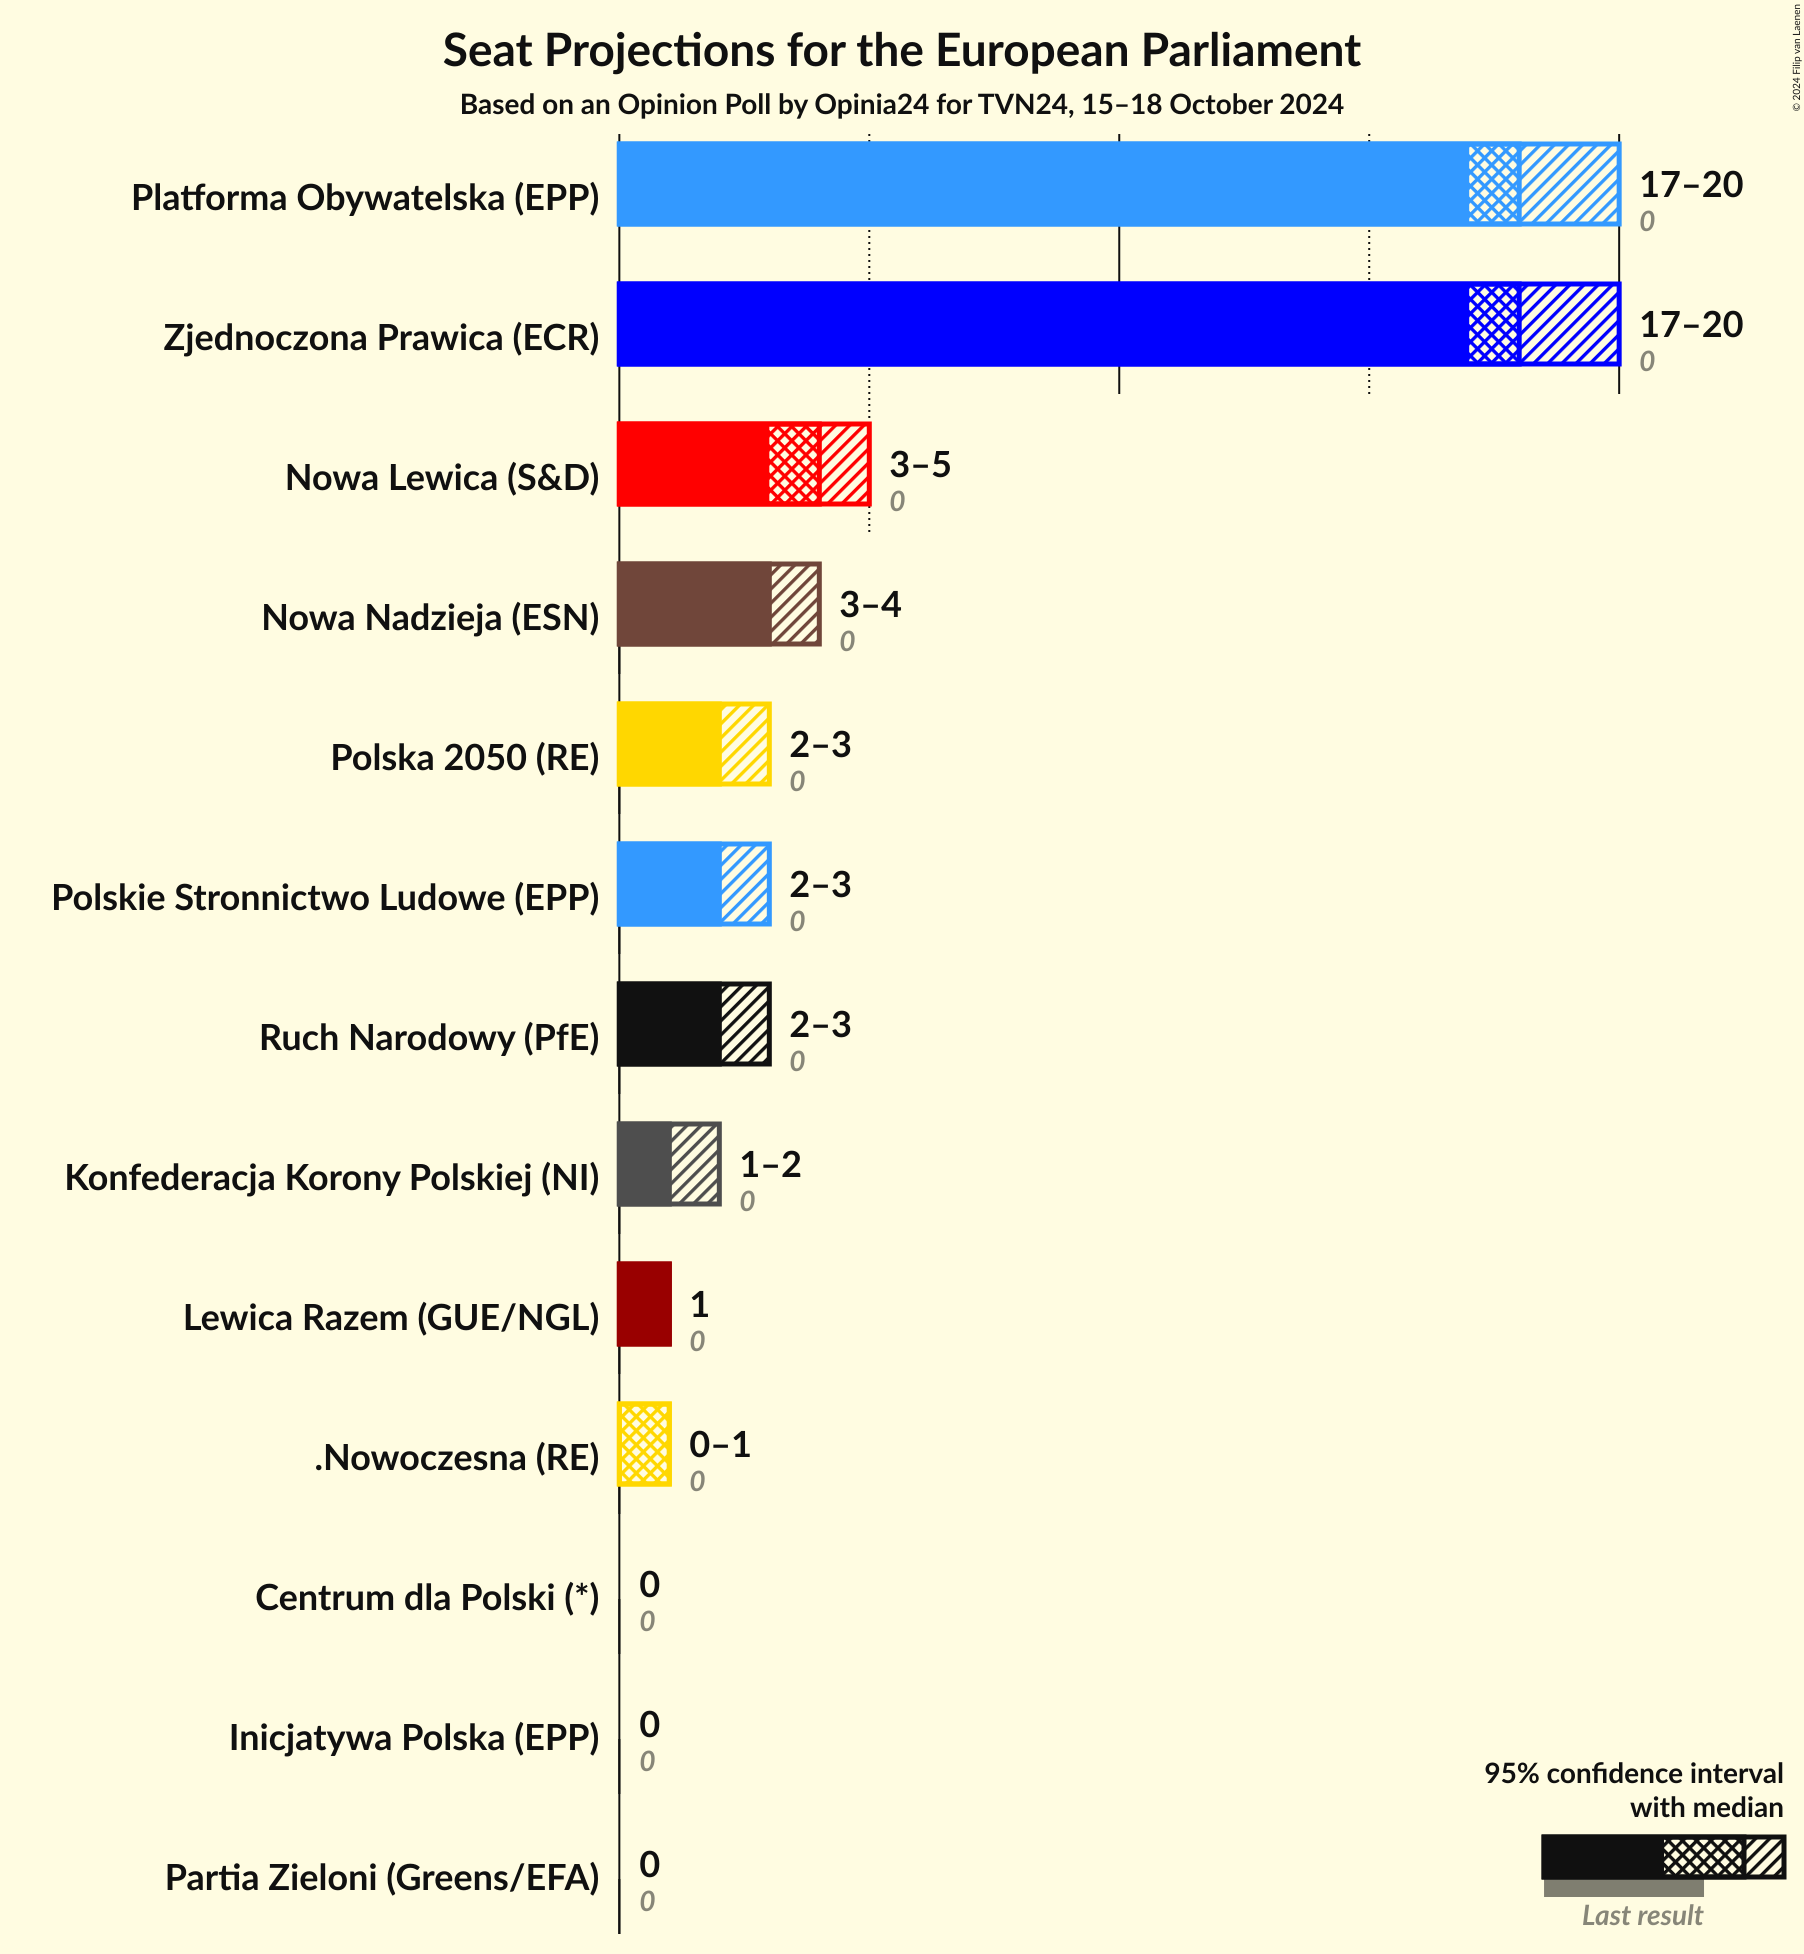 Seat Projections for the European Parliament
Based on an Opinion Poll by Opinia24 for TVN24, 15–18 October 2024
© 2024 Filip van Laenen
Platforma Obywatelska (EPP)
17–20
0
Zjednoczona Prawica (ECR)
17–20
0
Nowa Lewica (S&D)
3–5
0
Nowa Nadzieja (ESN)
3–4
0
Polska 2050 (RE)
2–3
0
Polskie Stronnictwo Ludowe (EPP)
2–3
0
Ruch Narodowy (PfE)
2–3
0
Konfederacja Korony Polskiej (NI)
1–2
0
Lewica Razem (GUE/NGL)
1
0
.Nowoczesna (RE)
0–1
0
Centrum dla Polski (*)
0
0
Inicjatywa Polska (EPP)
0
0
Partia Zieloni (Greens/EFA)
0
0
95% confidence interval
with median
Last result